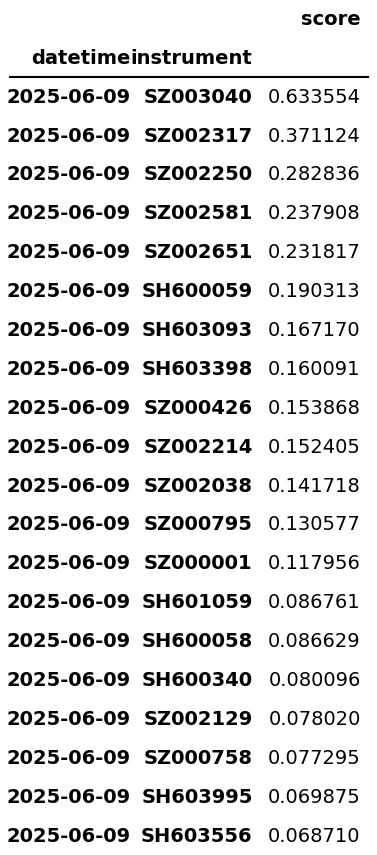 score
datetime instrument
2025-06-09 SZ003040 0.633554
2025-06-09 SZ002317 0.371124
2025-06-09 SZ002250 0.282836
2025-06-09 SZ002581 0.237908
2025-06-09 SZ002651 0.231817
2025-06-09 SH600059 0.190313
2025-06-09 SH603093 0.167170
2025-06-09 SH603398 0.160091
2025-06-09 SZ000426 0.153868
2025-06-09 SZ002214 0.152405
2025-06-09 SZ002038 0.141718
2025-06-09 SZ000795 0.130577
2025-06-09 SZ000001 0.117956
2025-06-09 SH601059 0.086761
2025-06-09 SH600058 0.086629
2025-06-09 SH600340 0.080096
2025-06-09 SZ002129 0.078020
2025-06-09 SZ000758 0.077295
2025-06-09 SH603995 0.069875
2025-06-09 SH603556 0.068710